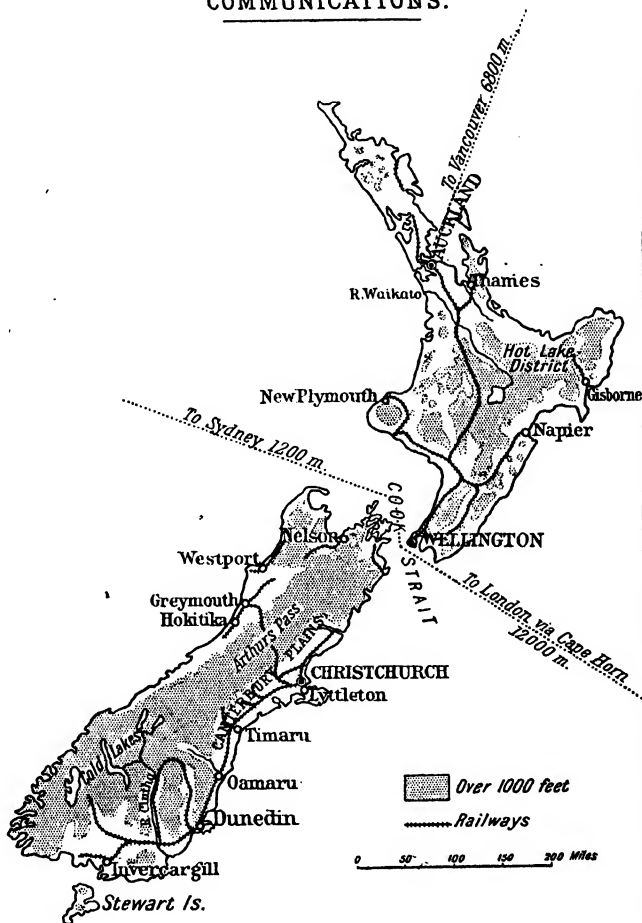 COMMUNICATIONS.
To Vancouver 6800 m.
AUCKLAND
Thames
R. Waikato
Hot Lake
District
Gisborne
New Plymouth
Napier
To Sydney 1200 m.
COOK STRAIT
Nelson
WELLINGTON
Westport
To London via Cape Horn
12000 m.
Greymouth
Hokitika
Arthurs Pass
CANTERBURY PLAINS
CHRISTCHURCH
Lyttleton
Timaru
Cold Lakes
R. Clutha
Oamaru
Over 1000 feet
Dunedin
Railways
0 50 100 150 200 Miles
Invercargill
Stewart Is.